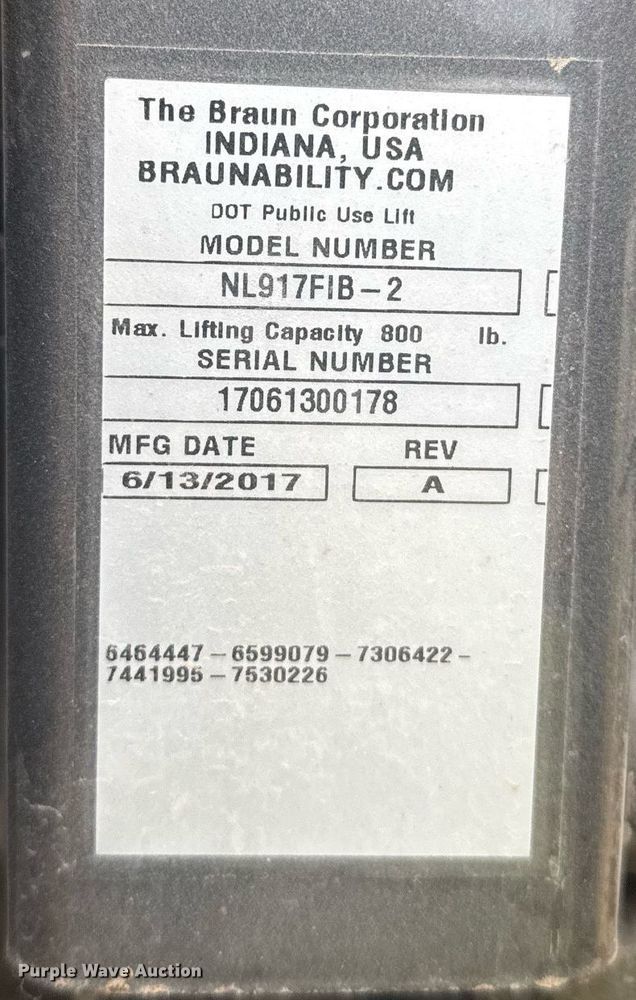 The Braun Corporation
INDIANA, USA
BRAUNABILITY.COM
DOT Public Use Lift
MODEL NUMBER
NL917FIB-2
Max. Lifting Capacity 800 lb.
SERIAL NUMBER
17061300178
MFG DATE REV
6/13/2017 A
6464447-6599079-7306422-
7441995-7530226
Purple Wave Auction